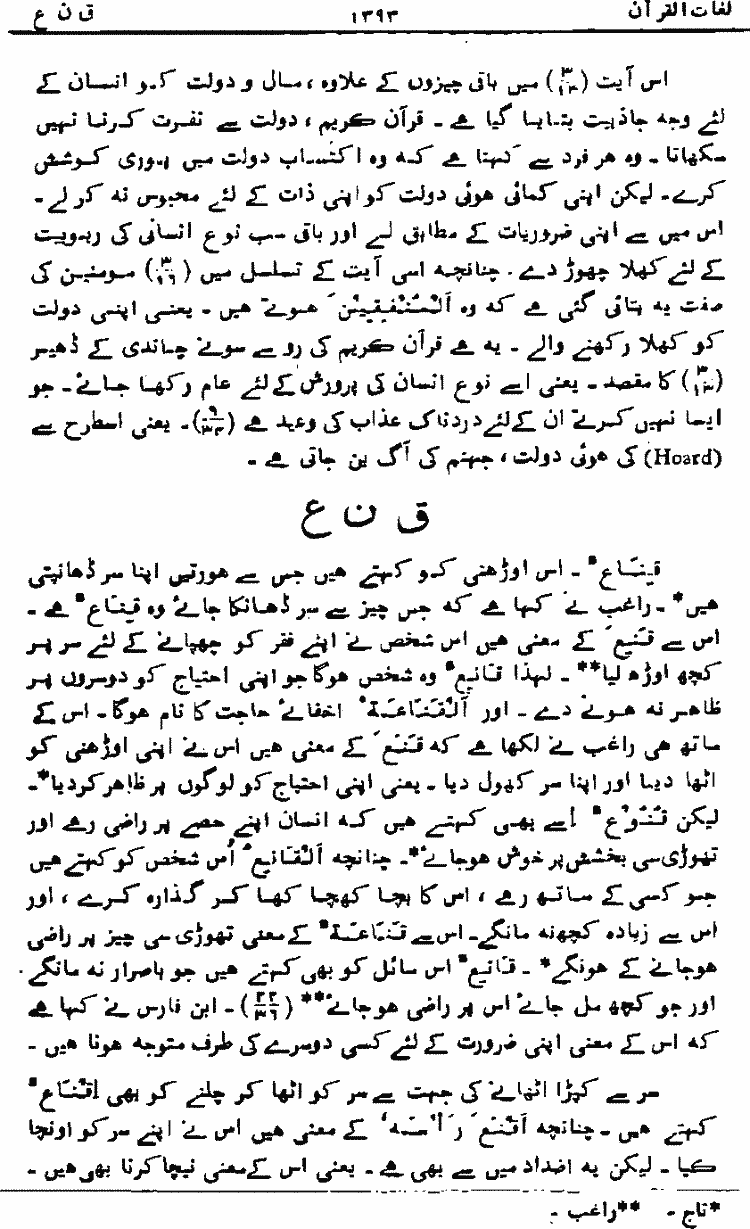 لغات القرآن ۱۳۹۳ ق ن ع
اس آیت (۳/۱۴) میں باقی چیزوں کے علاوہ ، مال و دولت کو انسان کے
لئے وجہ جاذبیت بتایا گیا ہے ۔ قرآن کریم ، دولت سے نفرت کرنا نہیں
سکھاتا ۔ وہ ہر فرد سے کہتا ہے کہ وہ اکتساب دولت میں پوری کوشش
کرے ۔ لیکن اپنی کمائی ہوئی دولت کو اپنی ذات کے لئے محبوس نہ کر لے ۔
اس میں سے اپنی ضروریات کے مطابق لے اور باقی سب نوع انسانی کی ربوبیت
کے لئے کھلا چھوڑ دے ۔ چنانچہ اسی آیت کے تسلسل میں (۳/۱۶) مومنین کی
صفت یہ بتائی گئی ہے کہ وہ اَلْمُنْفِقِيْنَ ہوتے ہیں ۔ یعنی اپنی دولت
کو کھلا رکھنے والے ۔ یہ ہے قرآن کریم کی رو سے سونے چاندی کے ڈھیر
(۳/۱۴) کا مقصد ۔ یعنی اسے نوع انسان کی پرورش کے لئے عام رکھا جائے ۔ جو
ایسا نہیں کرتے ان کے لئے دردناک عذاب کی وعید ہے (۹/۳۴) ۔ یعنی اسطرح سے
(Hoard) کی ہوئی دولت ، جہنم کی آگ بن جاتی ہے ۔
ق ن ع
قِنَاعٌ ۔ اس اوڑھنی کو کہتے ہیں جس سے عورتیں اپنا سر ڈھانپتی
ہیں* ۔ راغب نے کہا ہے کہ جس چیز سے سر ڈھانکا جائے وہ قِنَاعٌ ہے ۔
اس سے قَنِعَ کے معنی ہیں اس شخص نے اپنے فقر کو چھپانے کے لئے سر پر
کچھ اوڑھ لیا** ۔ لہذا قَانِعٌ وہ شخص ہوگا جو اپنی احتیاج کو دوسروں پر
ظاہر نہ ہونے دے ۔ اور اَلْقَنَاعَةُ اخفائے حاجت کا نام ہوگا ۔ اس کے
ساتھ ہی راغب نے لکھا ہے کہ قَنَعَ کے معنی ہیں اس نے اپنی اوڑھنی کو
اٹھا دیا اور اپنا سر کھول دیا ۔ یعنی اپنی احتیاج کو لوگوں پر ظاہر کردیا* ۔
لیکن قُنُوْعٌ اسے بھی کہتے ہیں کہ انسان اپنے حصے پر راضی رہے اور
تھوڑی سی بخشش پر خوش ہوجائے* ۔ چنانچہ اَلْقَانِعُ اُس شخص کو کہتے ہیں
جو کسی کے ساتھ رہے ، اس کا بچا کھچا کھا کر گذارہ کرے ، اور
اس سے زیادہ کچھ نہ مانگے ۔ اس سے قَنَاعَةٌ کے معنی تھوڑی سی چیز پر راضی
ہوجانے کے ہونگے* ۔ قَانِعٌ اس سائل کو بھی کہتے ہیں جو باصرار نہ مانگے
اور جو کچھ مل جائے اس پر راضی ہو جائے** (۲۲/۳۶) ۔ ابن فارس نے کہا ہے
کہ اس کے معنی اپنی ضرورت کے لئے کسی دوسرے کی طرف متوجہ ہونا ہیں ۔
سر سے کپڑا اٹھانے کی جہت سے سر کو اٹھا کر چلنے کو بھی اِقْنَاعٌ
کہتے ہیں ۔ چنانچہ اَقْنَعَ رَأْسَهُ کے معنی ہیں اس نے اپنے سر کو اونچا
کیا ۔ لیکن یہ اضداد میں سے بھی ہے ۔ یعنی اس کے معنی نیچا کرنا بھی ہیں ۔
*تاج ۔ **راغب ۔